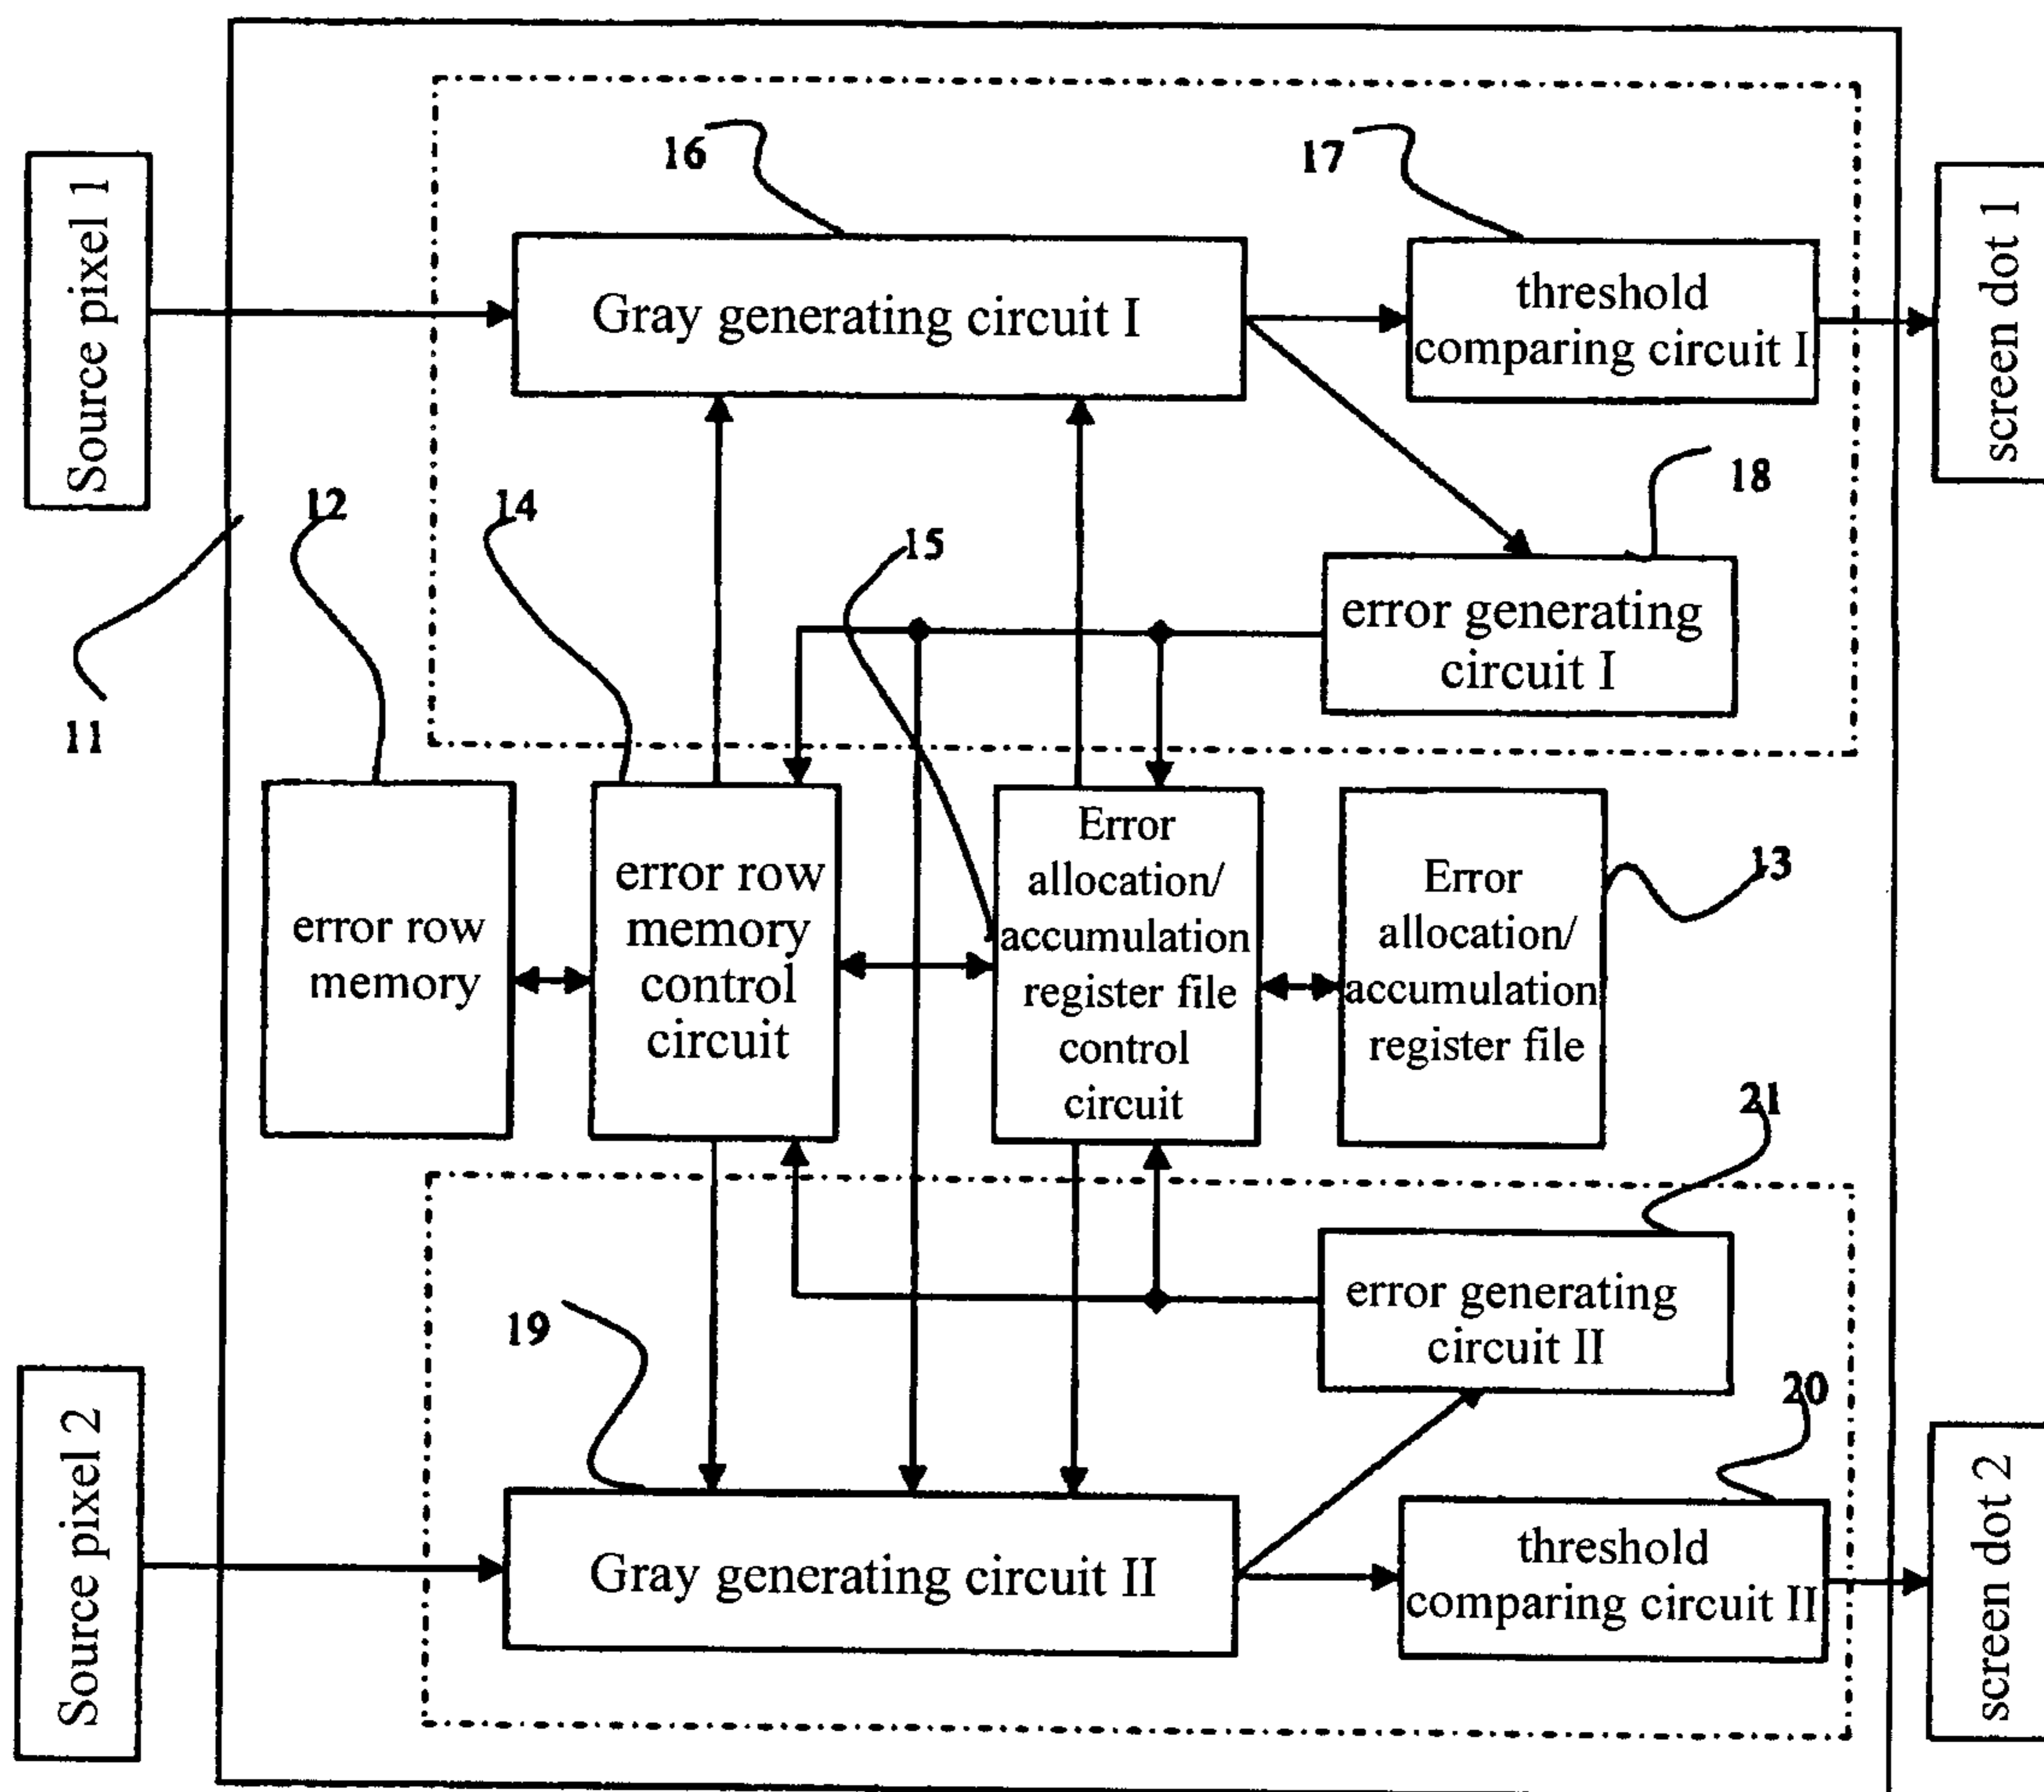 16
17
Source pixel 1
Gray generating circuit I
threshold
comparing circuit I
screen dot 1
12
14
15
18
11
error generating
circuit I
error row
memory
error row
memory
control
circuit
Error
allocation/
accumulation
register file
control
circuit
Error
allocation/
accumulation
register file
13
21
19
error generating
circuit II
20
Source pixel 2
Gray generating circuit II
threshold
comparing circuit II
screen dot 2